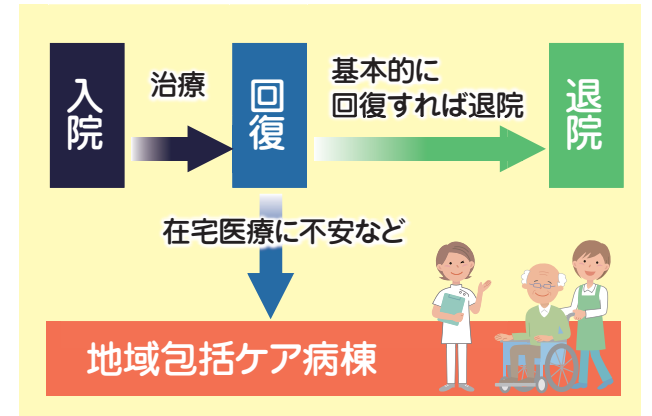 入院
治療
回復
基本的に
回復すれば退院
退院
在宅医療に不安など
地域包括ケア病棟